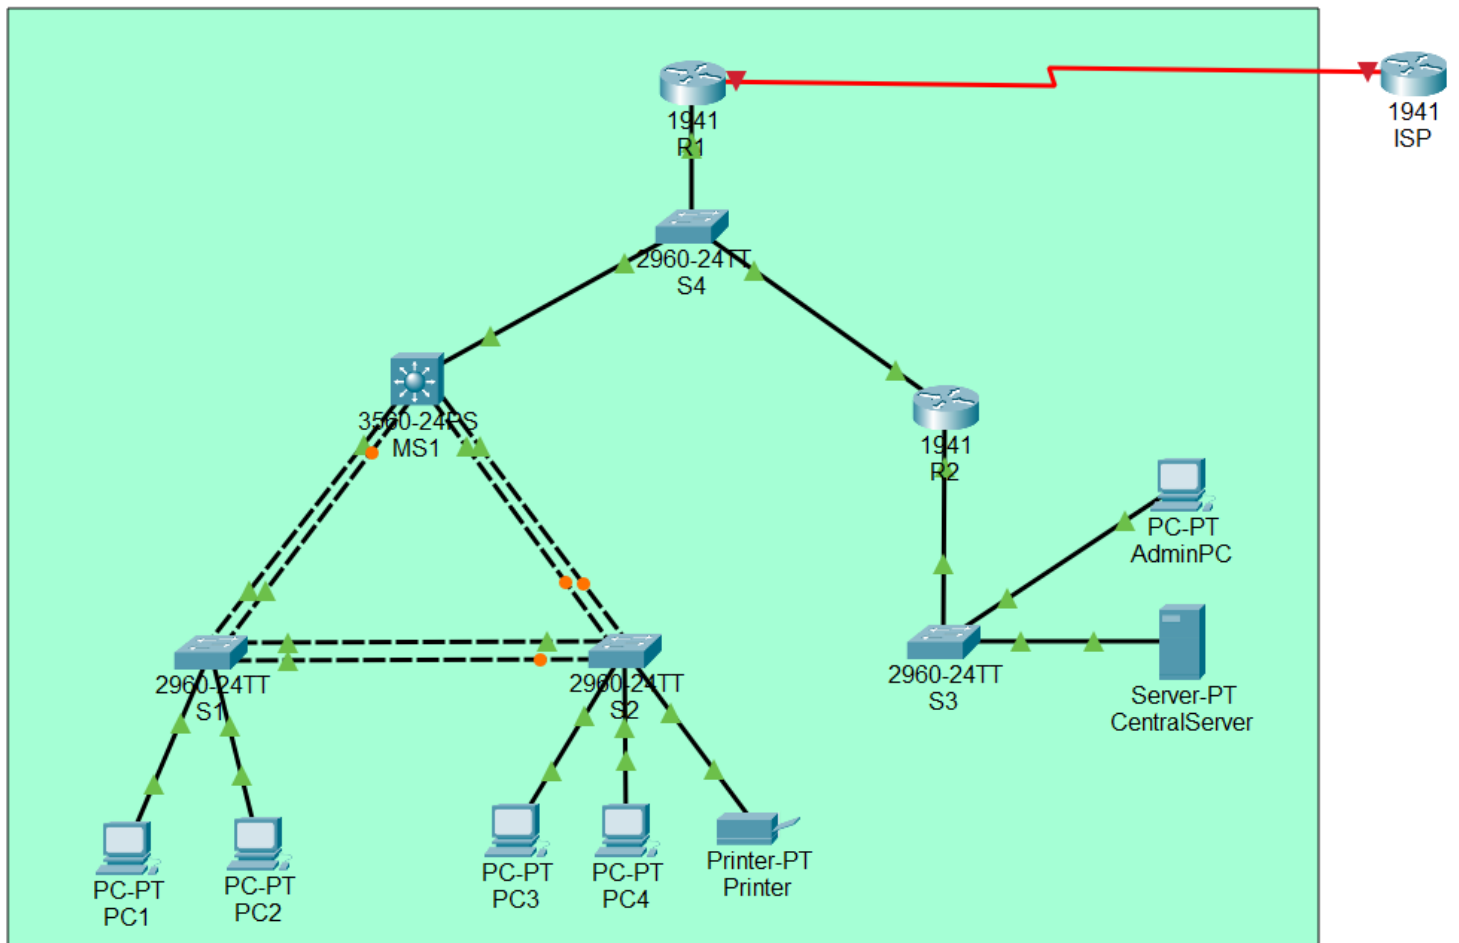 1941
R1
1941
ISP
2960-24TT
S4
3560-24PS
MS1
1941
R2
PC-PT
AdminPC
2960-24TT
S1
2960-24TT
S2
2960-24TT
S3
Server-PT
CentralServer
PC-PT
PC1
PC-PT
PC2
PC-PT
PC3
PC-PT
PC4
Printer-PT
Printer